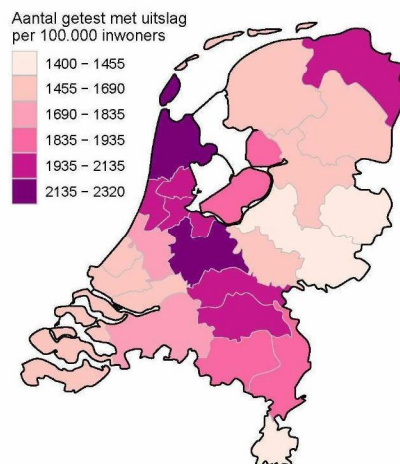 Aantal getest met uitslag
per 100.000 inwoners
1400 – 1455
1455 – 1690
1690 – 1835
1835 – 1935
1935 – 2135
2135 – 2320